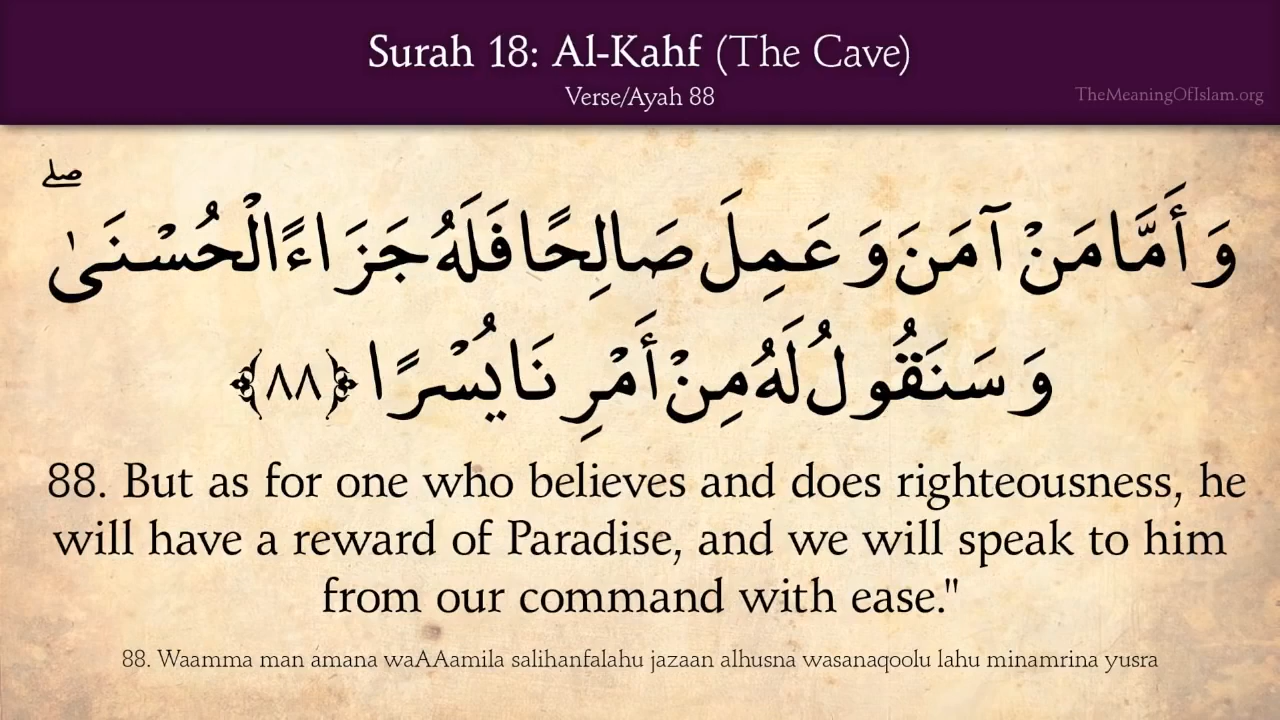 Surah 18: Al-Kahf (The Cave)
Verse/Ayah 88
TheMeaningOfIslam.org
وَأَمَّا مَنْ آمَنَ وَعَمِلَ صَالِحًا فَلَهُ جَزَاءً الْحُسْنَىٰ ۖ
وَسَنَقُولُ لَهُ مِنْ أَمْرِنَا يُسْرًا ﴿٨٨﴾
88. But as for one who believes and does righteousness, he
will have a reward of Paradise, and we will speak to him
from our command with ease."
88. Waamma man amana waAAamila salihanfalahu jazaan alhusna wasanaqoolu lahu minamrina yusra